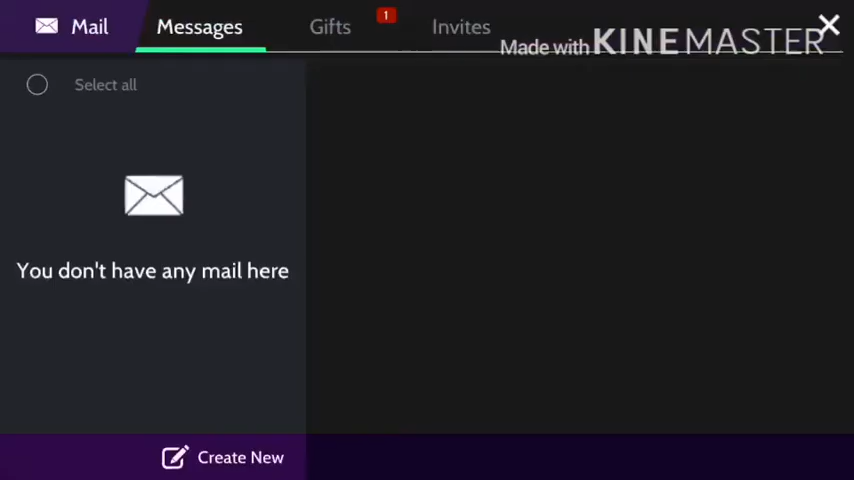 Mail
Messages
Gifts
1
Invites
Made with KINEMASTER
Select all
You don't have any mail here
Create New